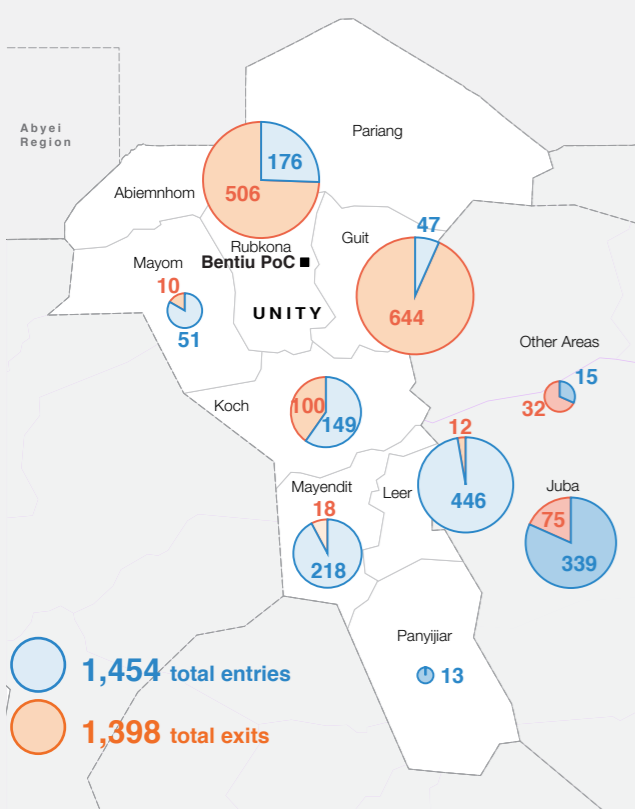 Abyei
Region
Pariang
Abiemnhom
176
506
Rubkona
Bentiu PoC
Guit
47
644
Mayom
10
51
UNITY
Other Areas
15
32
Koch
100
149
12
Leer
446
Mayendit
18
218
Juba
75
339
Panyijiar
13
1,454 total entries
1,398 total exits